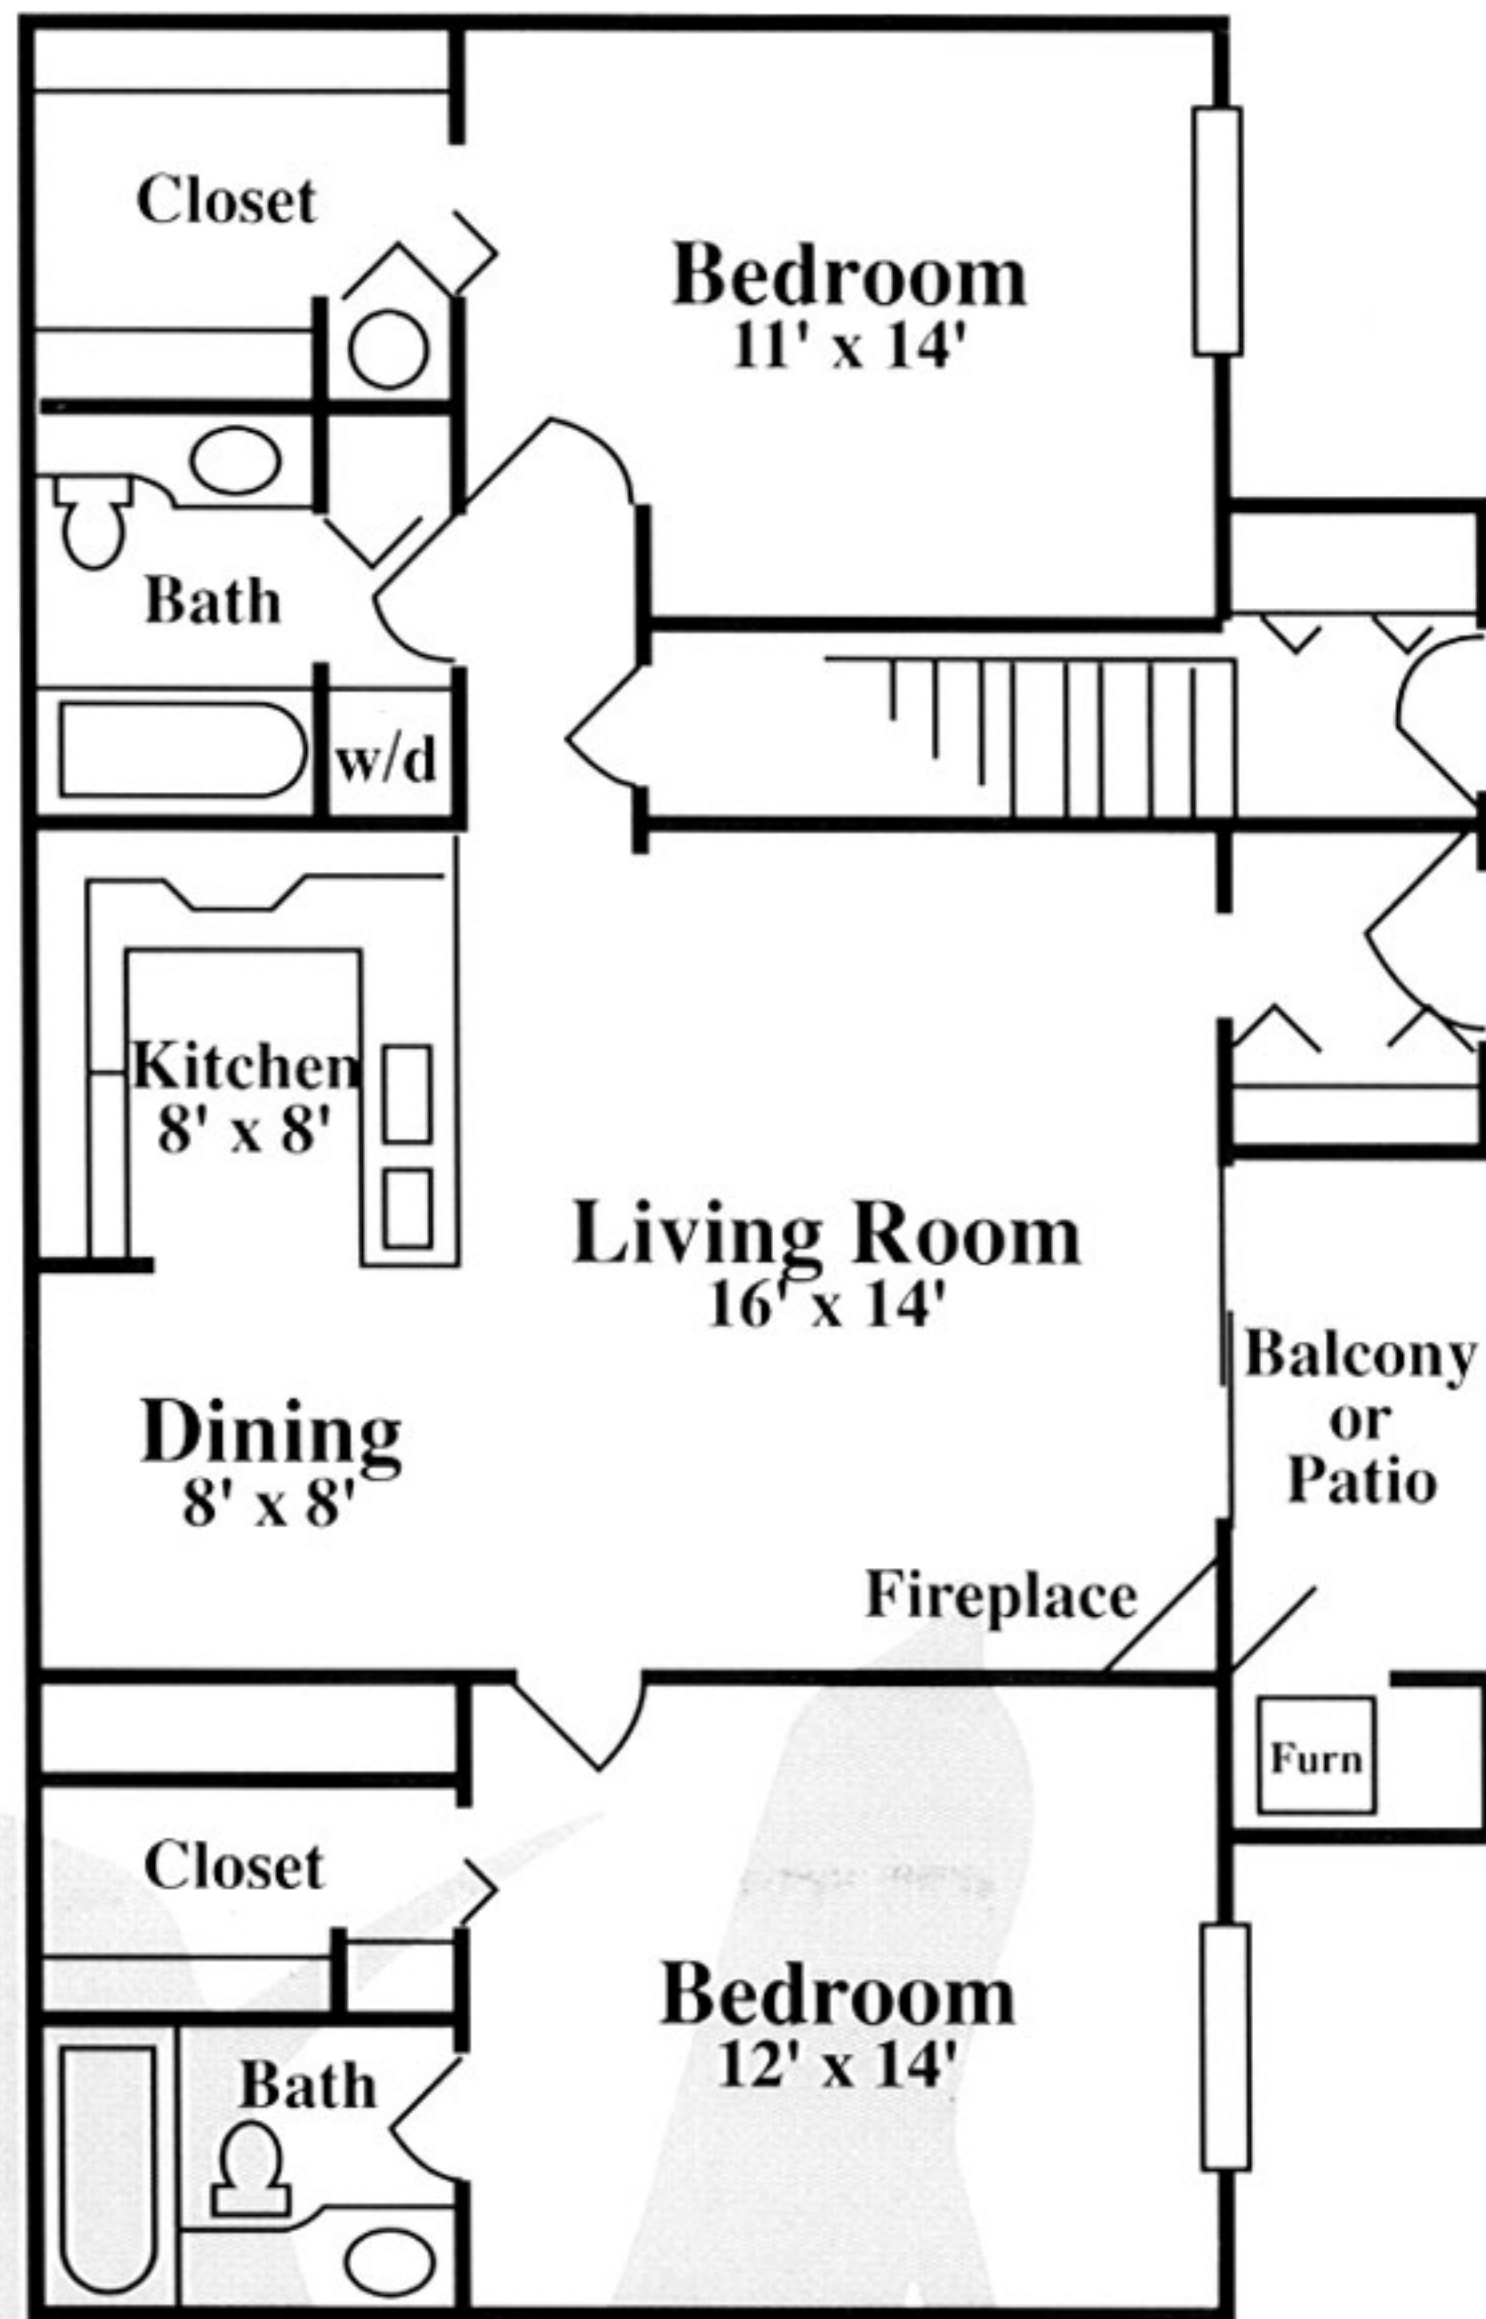 Closet
Bedroom
11' x 14'
Bath
w/d
Kitchen
8' x 8'
Living Room
16' x 14'
Balcony
or
Patio
Dining
8' x 8'
Fireplace
Furn
Closet
Bedroom
12' x 14'
Bath